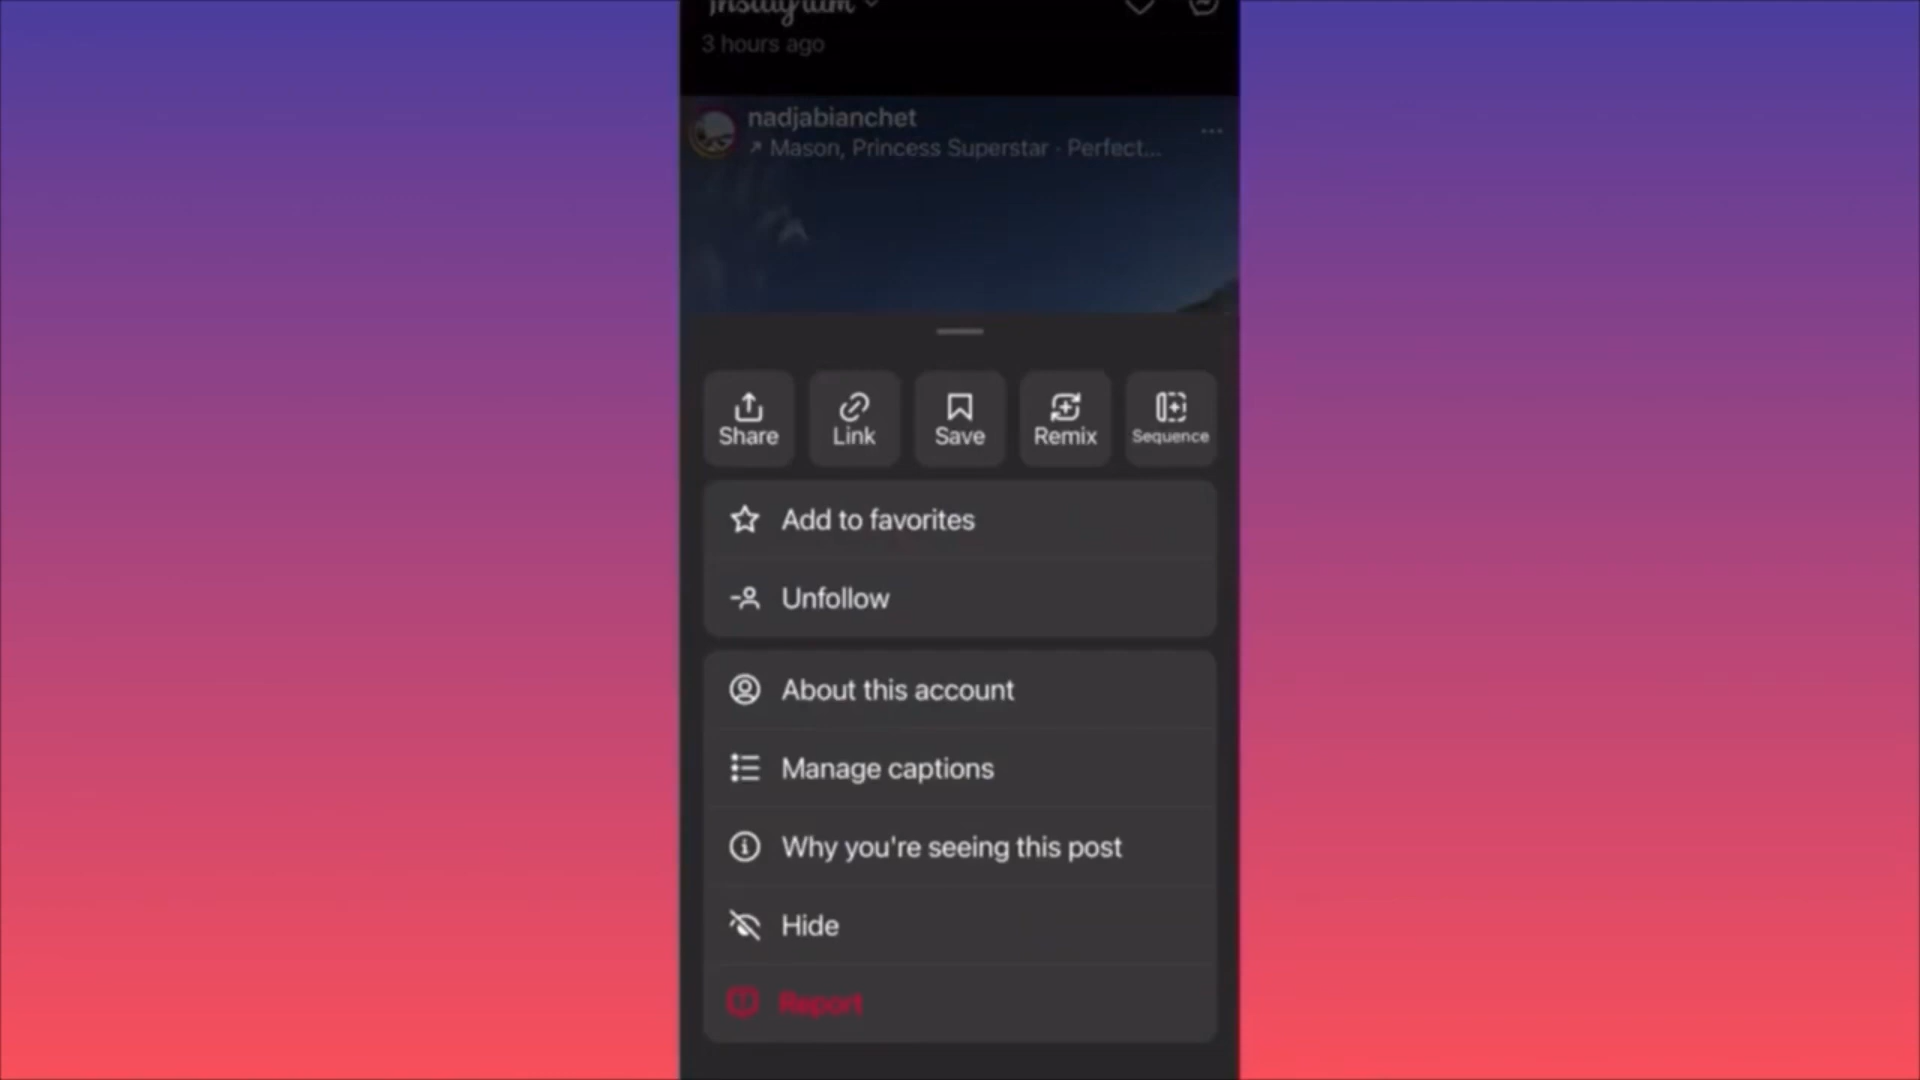 Instagram
3 hours ago
nadjabianchet
Mason, Princess Superstar · Perfect...
Share
Link
Save
Remix
Sequence
Add to favorites
Unfollow
About this account
Manage captions
Why you're seeing this post
Hide
Report